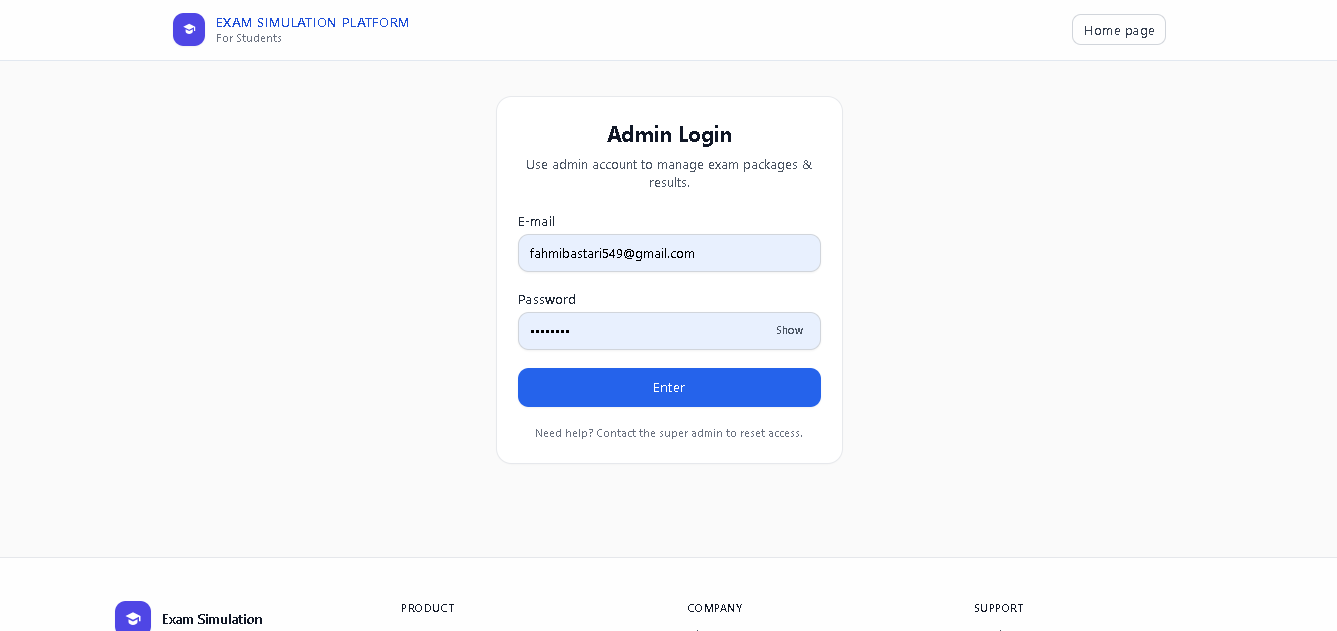 EXAM SIMULATION PLATFORM
For Students
Home page
Admin Login
Use admin account to manage exam packages &
results.
E-mail
fahmibastari549@gmail.com
Password
••••••••
Show
Enter
Need help? Contact the super admin to reset access.
Exam Simulation
PRODUCT
COMPANY
SUPPORT